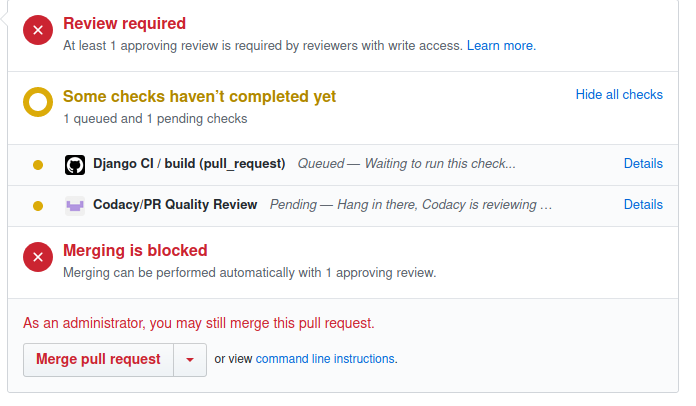 Review required
At least 1 approving review is required by reviewers with write access. Learn more.
Some checks haven’t completed yet
Hide all checks
1 queued and 1 pending checks
Django CI / build (pull_request) Queued — Waiting to run this check...
Details
Codacy/PR Quality Review Pending — Hang in there, Codacy is reviewing …
Details
Merging is blocked
Merging can be performed automatically with 1 approving review.
As an administrator, you may still merge this pull request.
Merge pull request
or view command line instructions.